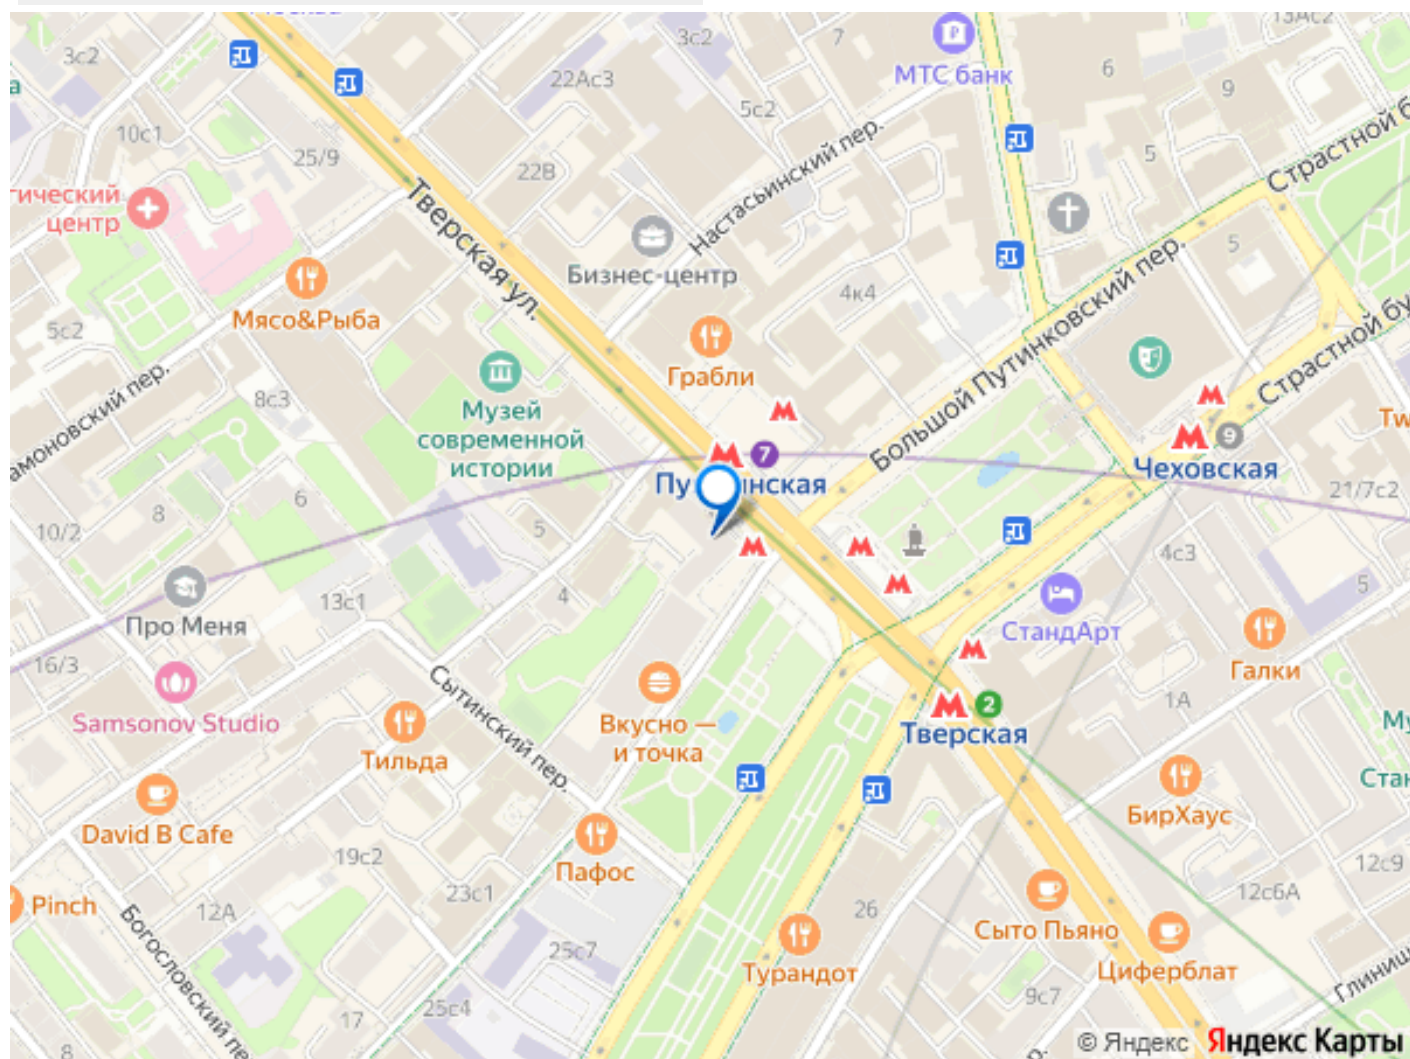 3с2
3с2
7
13Ас2
МТС банк
6
22Ас3
5с2
9
10с1
25/9
22В
Настасьинский пер.
5
Страстной б
гический
центр
Тверская ул.
Бизнес-центр
4к4
5
Большой Путинковский пер.
Мясо&Рыба
5с2
Грабли
Страстной бу
амоновский пер.
8с3
Музей
современной
истории
7
9
Чеховская
Tw
21/7с2
6
8
10/2
5
4с3
5
4
13с1
Про Меня
СтандАрт
16/3
Галки
Сытинский пер.
1А
2
Тверская
Samsonov Studio
Тильда
Вкусно —
и точка
Му
Стан
David B Cafe
БирХаус
19с2
Пафос
12с9
23с1
12с6А
Pinch
12А
26
Сыто Пьяно
Богословский пе
25с7
Турандот
Циферблат
9с7
Глинищ
25с4
17
8
© Яндекс Яндекс Карты